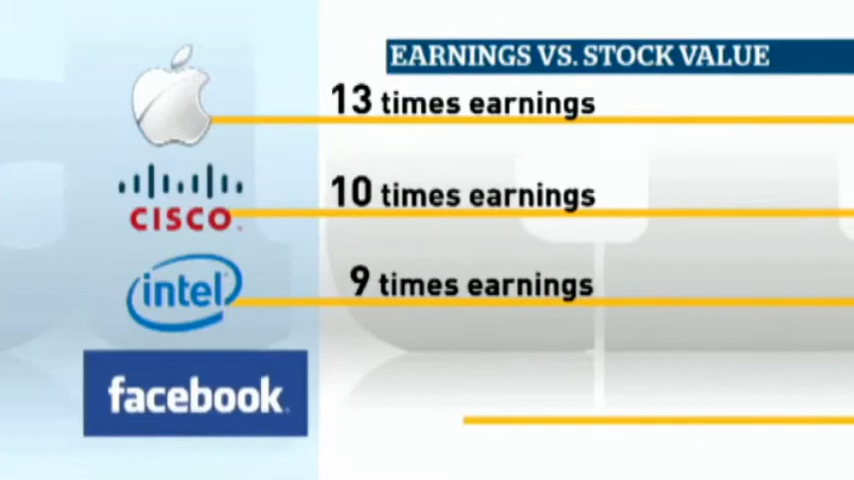 EARNINGS VS. STOCK VALUE
13 times earnings
CISCO
10 times earnings
intel
9 times earnings
facebook